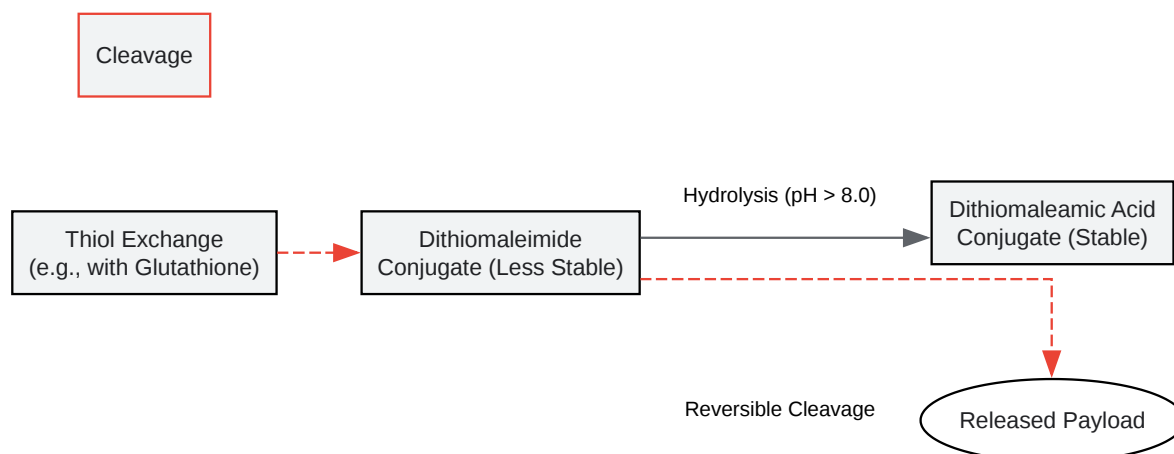 Cleavage
Hydrolysis (pH > 8.0)
Dithiomaleamic Acid
Conjugate (Stable)
Thiol Exchange
(e.g., with Glutathione)
Dithiomaleimide
Conjugate (Less Stable)
Reversible Cleavage
Released Payload